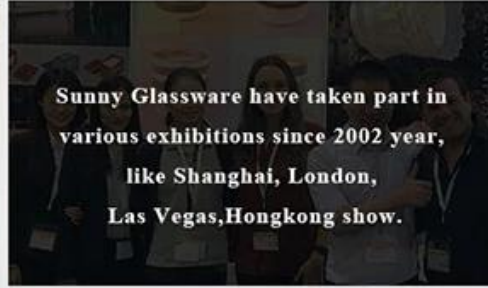 Sunny Glassware have taken part in
various exhibitions since 2002 year,
like Shanghai, London,
Las Vegas,Hongkong show.